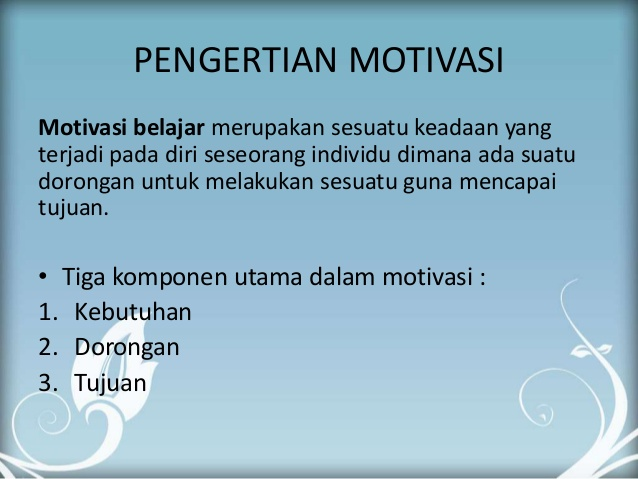 PENGERTIAN MOTIVASI
Motivasi belajar merupakan sesuatu keadaan yang
terjadi pada diri seseorang individu dimana ada suatu
dorongan untuk melakukan sesuatu guna mencapai
tujuan.
• Tiga komponen utama dalam motivasi :
1. Kebutuhan
2. Dorongan
3. Tujuan